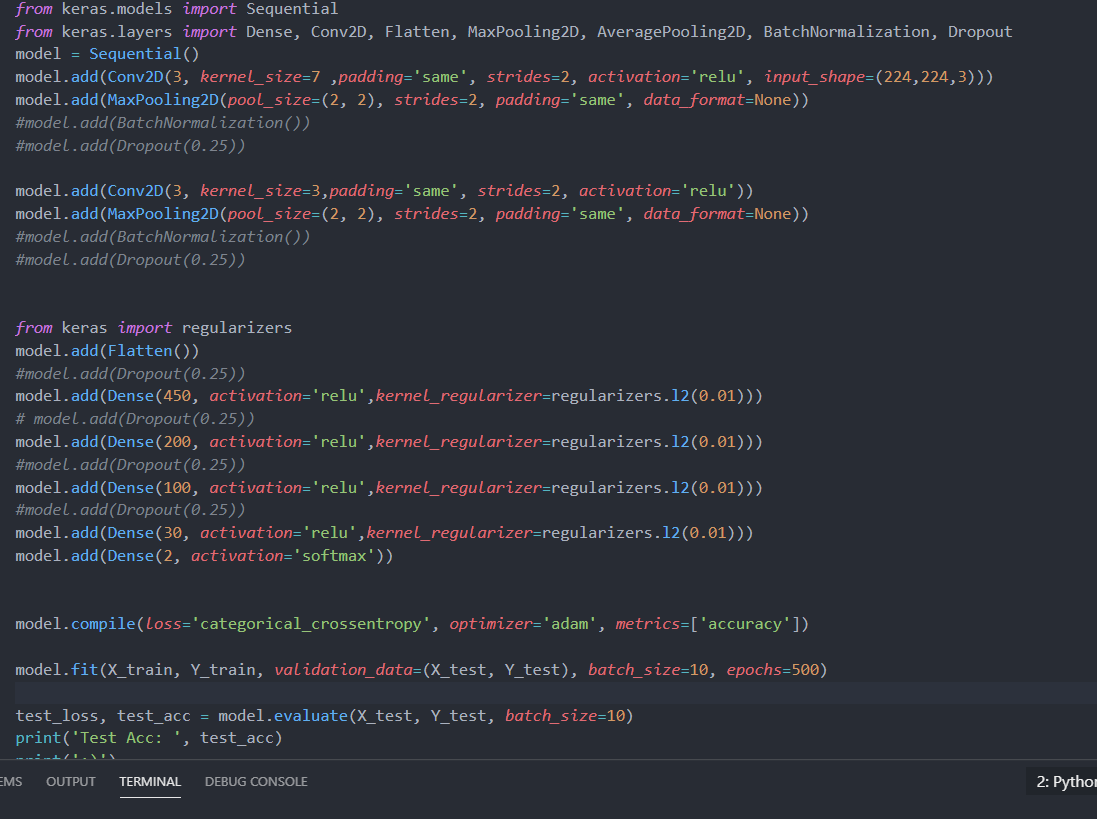 from keras.models import Sequential
from keras.layers import Dense, Conv2D, Flatten, MaxPooling2D, AveragePooling2D, BatchNormalization, Dropout
model = Sequential()
model.add(Conv2D(3, kernel_size=7 ,padding='same', strides=2, activation='relu', input_shape=(224,224,3)))
model.add(MaxPooling2D(pool_size=(2, 2), strides=2, padding='same', data_format=None))
#model.add(BatchNormalization())
#model.add(Dropout(0.25))
model.add(Conv2D(3, kernel_size=3,padding='same', strides=2, activation='relu'))
model.add(MaxPooling2D(pool_size=(2, 2), strides=2, padding='same', data_format=None))
#model.add(BatchNormalization())
#model.add(Dropout(0.25))
from keras import regularizers
model.add(Flatten())
#model.add(Dropout(0.25))
model.add(Dense(450, activation='relu',kernel_regularizer=regularizers.l2(0.01)))
# model.add(Dropout(0.25))
model.add(Dense(200, activation='relu',kernel_regularizer=regularizers.l2(0.01)))
#model.add(Dropout(0.25))
model.add(Dense(100, activation='relu',kernel_regularizer=regularizers.l2(0.01)))
#model.add(Dropout(0.25))
model.add(Dense(30, activation='relu',kernel_regularizer=regularizers.l2(0.01)))
model.add(Dense(2, activation='softmax'))
model.compile(loss='categorical_crossentropy', optimizer='adam', metrics=['accuracy'])
model.fit(X_train, Y_train, validation_data=(X_test, Y_test), batch_size=10, epochs=500)
test_loss, test_acc = model.evaluate(X_test, Y_test, batch_size=10)
print('Test Acc: ', test_acc)
EMS OUTPUT TERMINAL DEBUG CONSOLE 2: Python